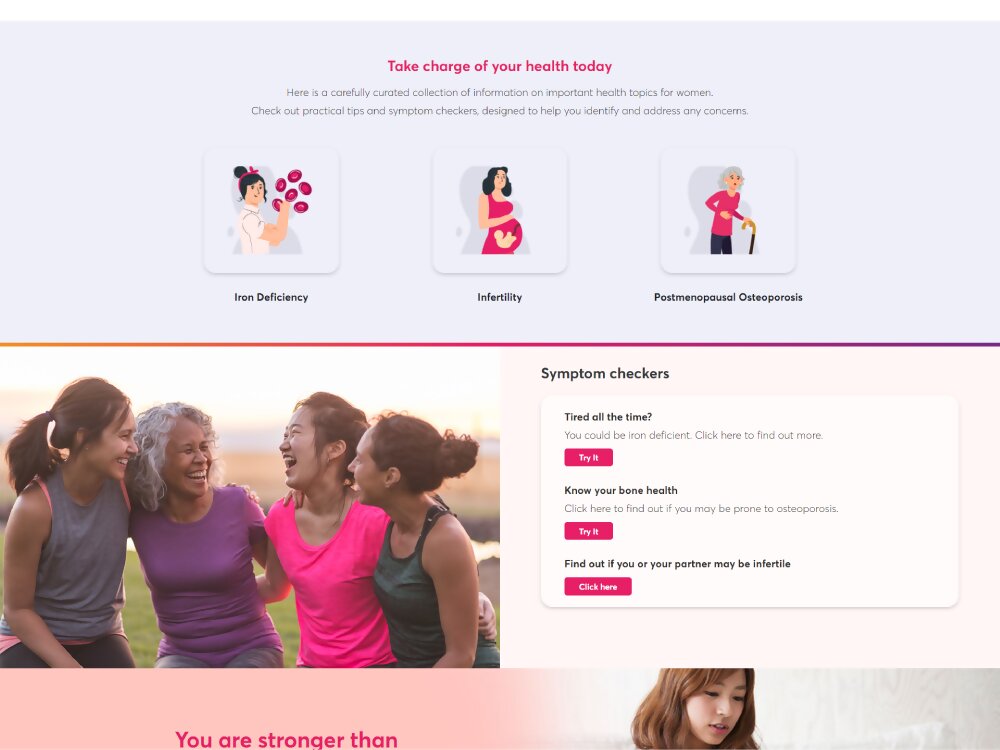 Take charge of your health today
Here is a carefully curated collection of information on important health topics for women.
Check out practical tips and symptom checkers, designed to help you identify and address any concerns.
Iron Deficiency
Infertility
Postmenopausal Osteoporosis
Symptom checkers
Tired all the time?
You could be iron deficient. Click here to find out more.
Try It
Know your bone health
Click here to find out if you may be prone to osteoporosis.
Try It
Find out if you or your partner may be infertile
Click here
You are stronger than